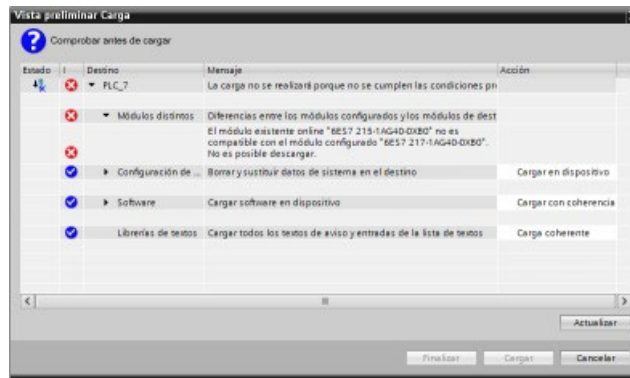 Vista preliminar Carga
Comprobar antes de cargar
Estado ! Destino Mensaje Acción
PLC_7 La carga no se realizará porque no se cumplen las condiciones pre
Módulos distintos Diferencias entre los módulos configurados y los módulos de dest
El módulo existente online "6ES7 215-1AG40-0XB0" no es
compatible con el módulo configurado "6ES7 217-1AG40-0XB0".
No es posible descargar.
Configuración de ... Borrar y sustituir datos de sistema en el destino Cargar en dispositivo
Software Cargar software en dispositivo Cargar con coherencia
Librerías de textos Cargar todos los textos de aviso y entradas de la lista de textos Carga coherente
Actualizar
Finalizar Cargar Cancelar